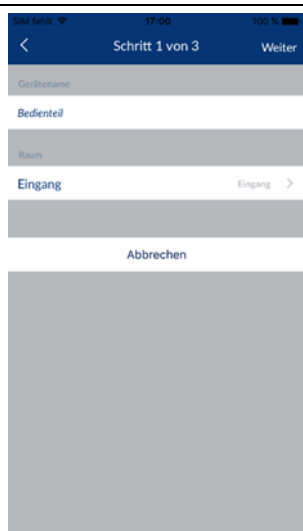 SIM fehlt 17:00 100 %
Schritt 1 von 3 Weiter
Gerätename
Bedienteil
Raum
Eingang Eingang
Abbrechen